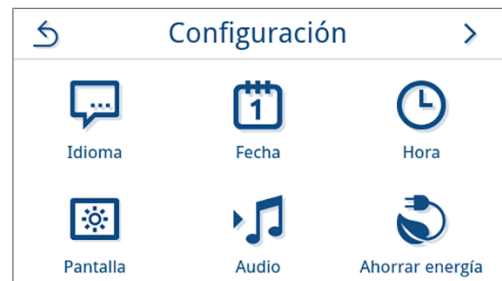 Configuración
1
Idioma
Fecha
Hora
Pantalla
Audio
Ahorrar energía